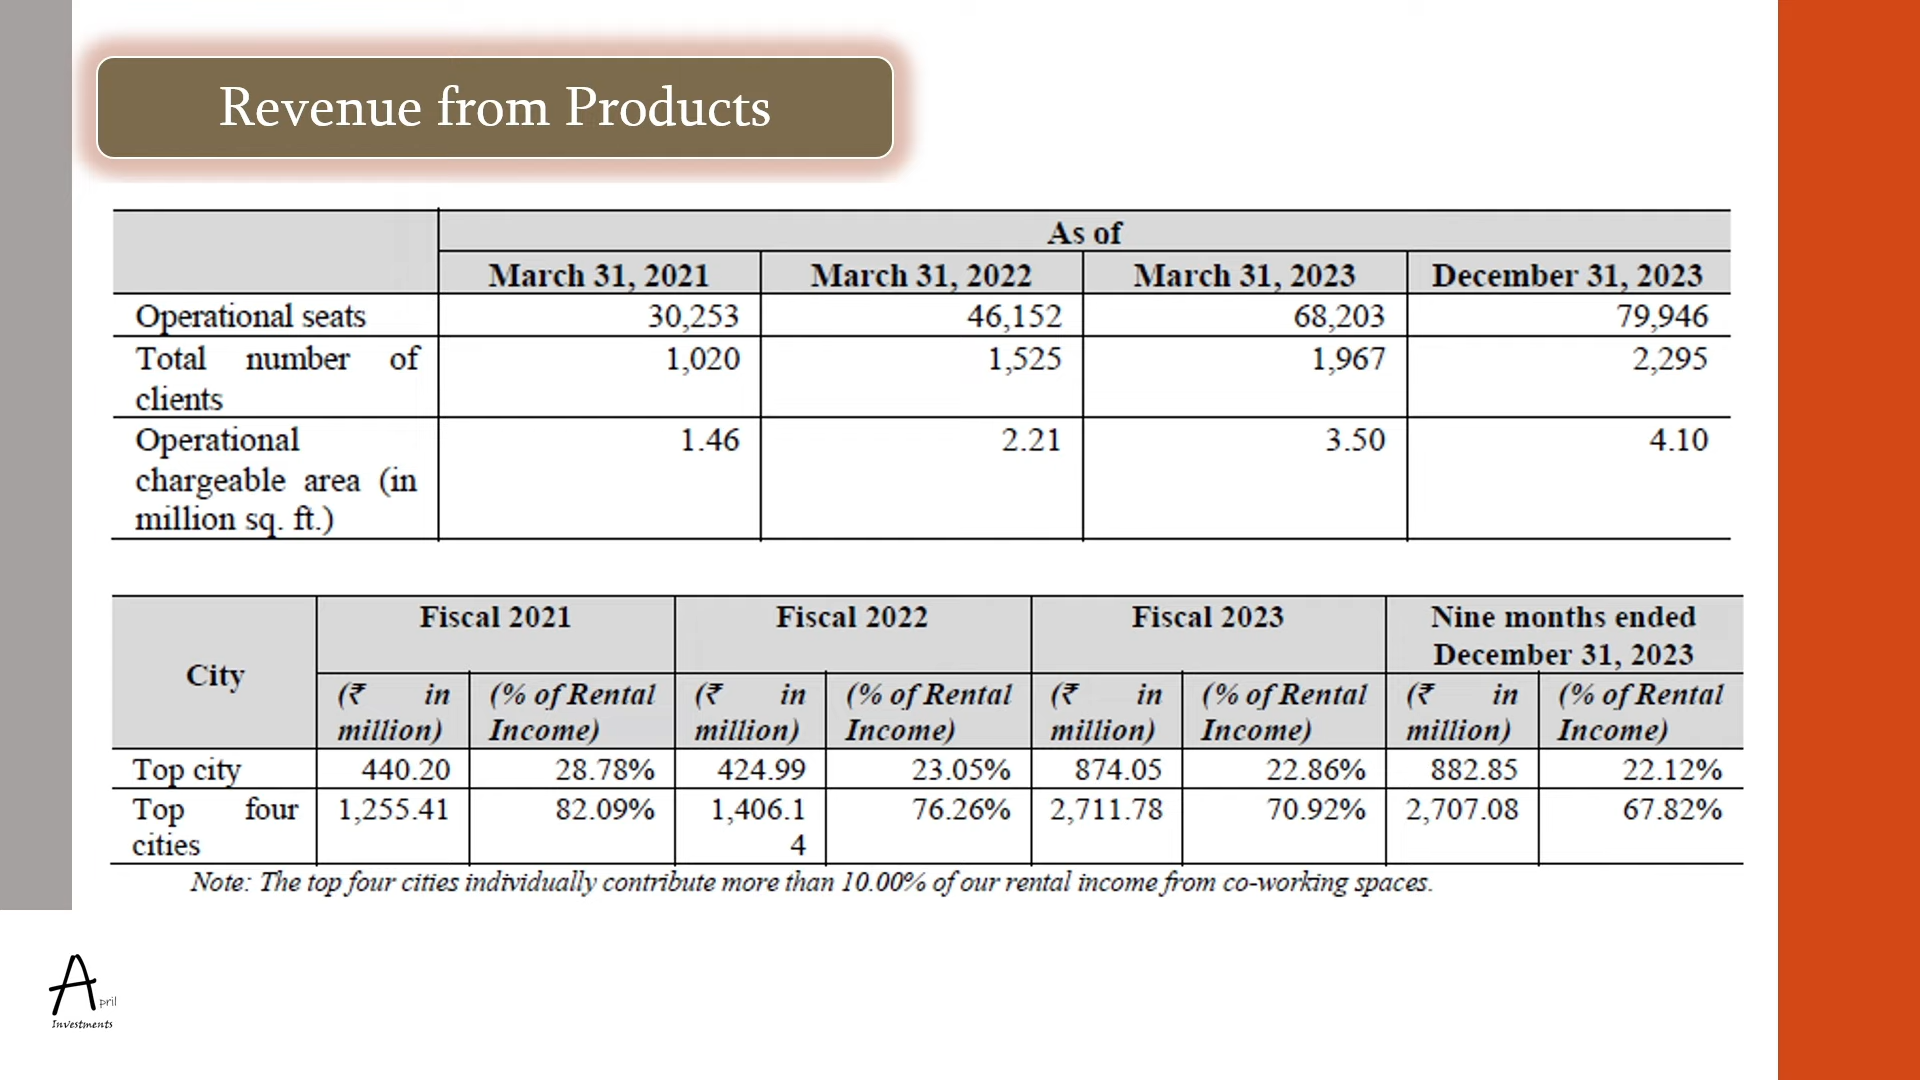 Revenue from Products
As of
March 31, 2021 March 31, 2022 March 31, 2023 December 31, 2023
Operational seats 30,253 46,152 68,203 79,946
Total number of 1,020 1,525 1,967 2,295
clients
Operational 1.46 2.21 3.50 4.10
chargeable area (in
million sq. ft.)
City Fiscal 2021 Fiscal 2022 Fiscal 2023 Nine months ended
December 31, 2023
(₹ in (% of Rental (₹ in (% of Rental (₹ in (% of Rental (₹ in (% of Rental
million) Income) million) Income) million) Income) million) Income)
Top city 440.20 28.78% 424.99 23.05% 874.05 22.86% 882.85 22.12%
Top four 1,255.41 82.09% 1,406.1 76.26% 2,711.78 70.92% 2,707.08 67.82%
cities 4
Note: The top four cities individually contribute more than 10.00% of our rental income from co-working spaces.
April
Investments